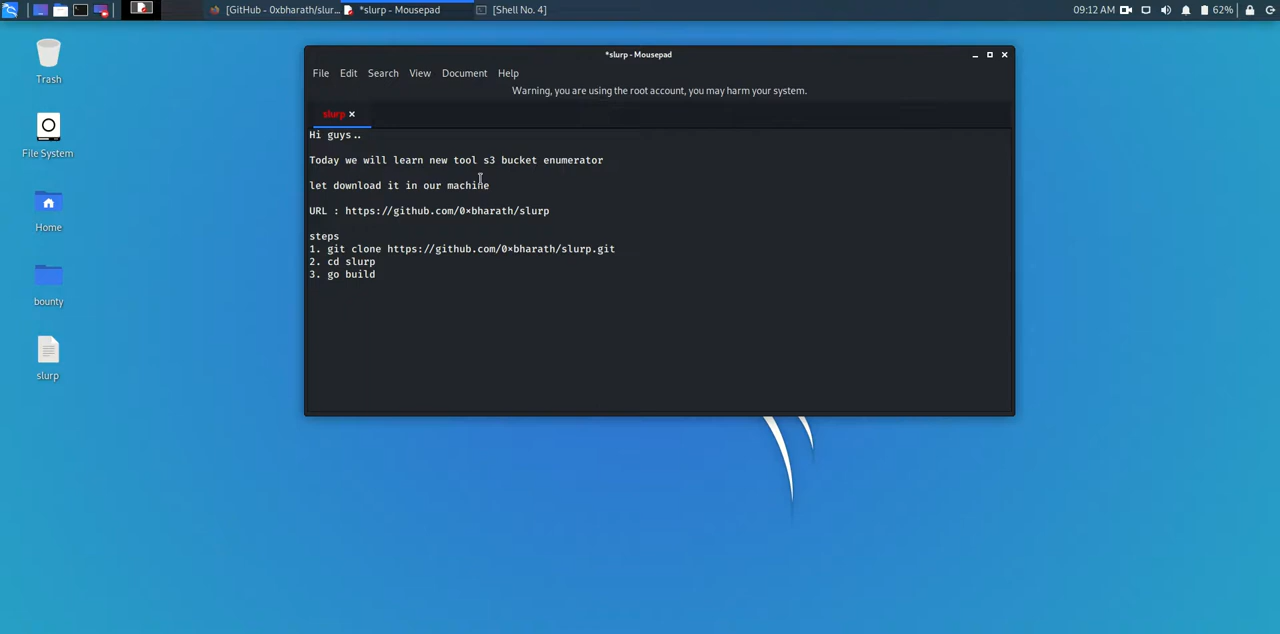 [GitHub - 0xbharath/slur... *slurp - Mousepad [Shell No. 4] 09:12 AM 62%
Trash
File System
Home
bounty
slurp
*slurp - Mousepad
File Edit Search View Document Help
Warning, you are using the root account, you may harm your system.
slurp
Hi guys..
Today we will learn new tool s3 bucket enumerator
let download it in our machine
URL : https://github.com/0×bharath/slurp
steps
1. git clone https://github.com/0×bharath/slurp.git
2. cd slurp
3. go build